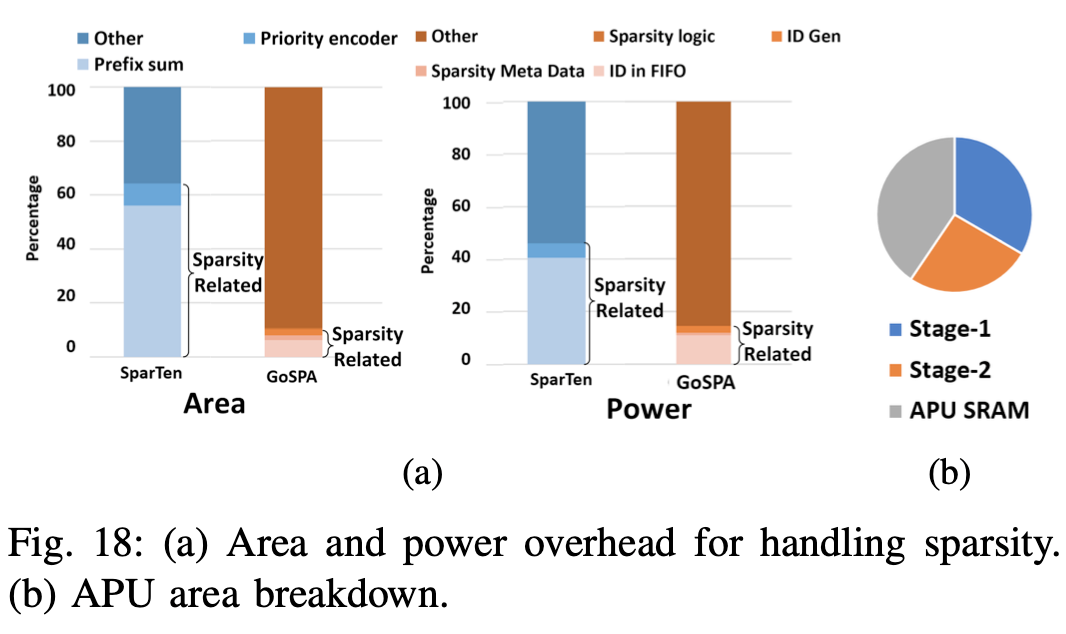 Other
Priority encoder
Prefix sum
Other
Sparsity logic
ID Gen
Sparsity Meta Data
ID in FIFO
Percentage
100
80
60
40
20
0
Sparsity
Related
Sparsity
Related
SparTen
GoSPA
Area
Percentage
100
80
60
40
20
0
Sparsity
Related
Sparsity
Related
SparTen
GoSPA
Power
Stage-1
Stage-2
APU SRAM
(a)
(b)
Fig. 18: (a) Area and power overhead for handling sparsity.
(b) APU area breakdown.